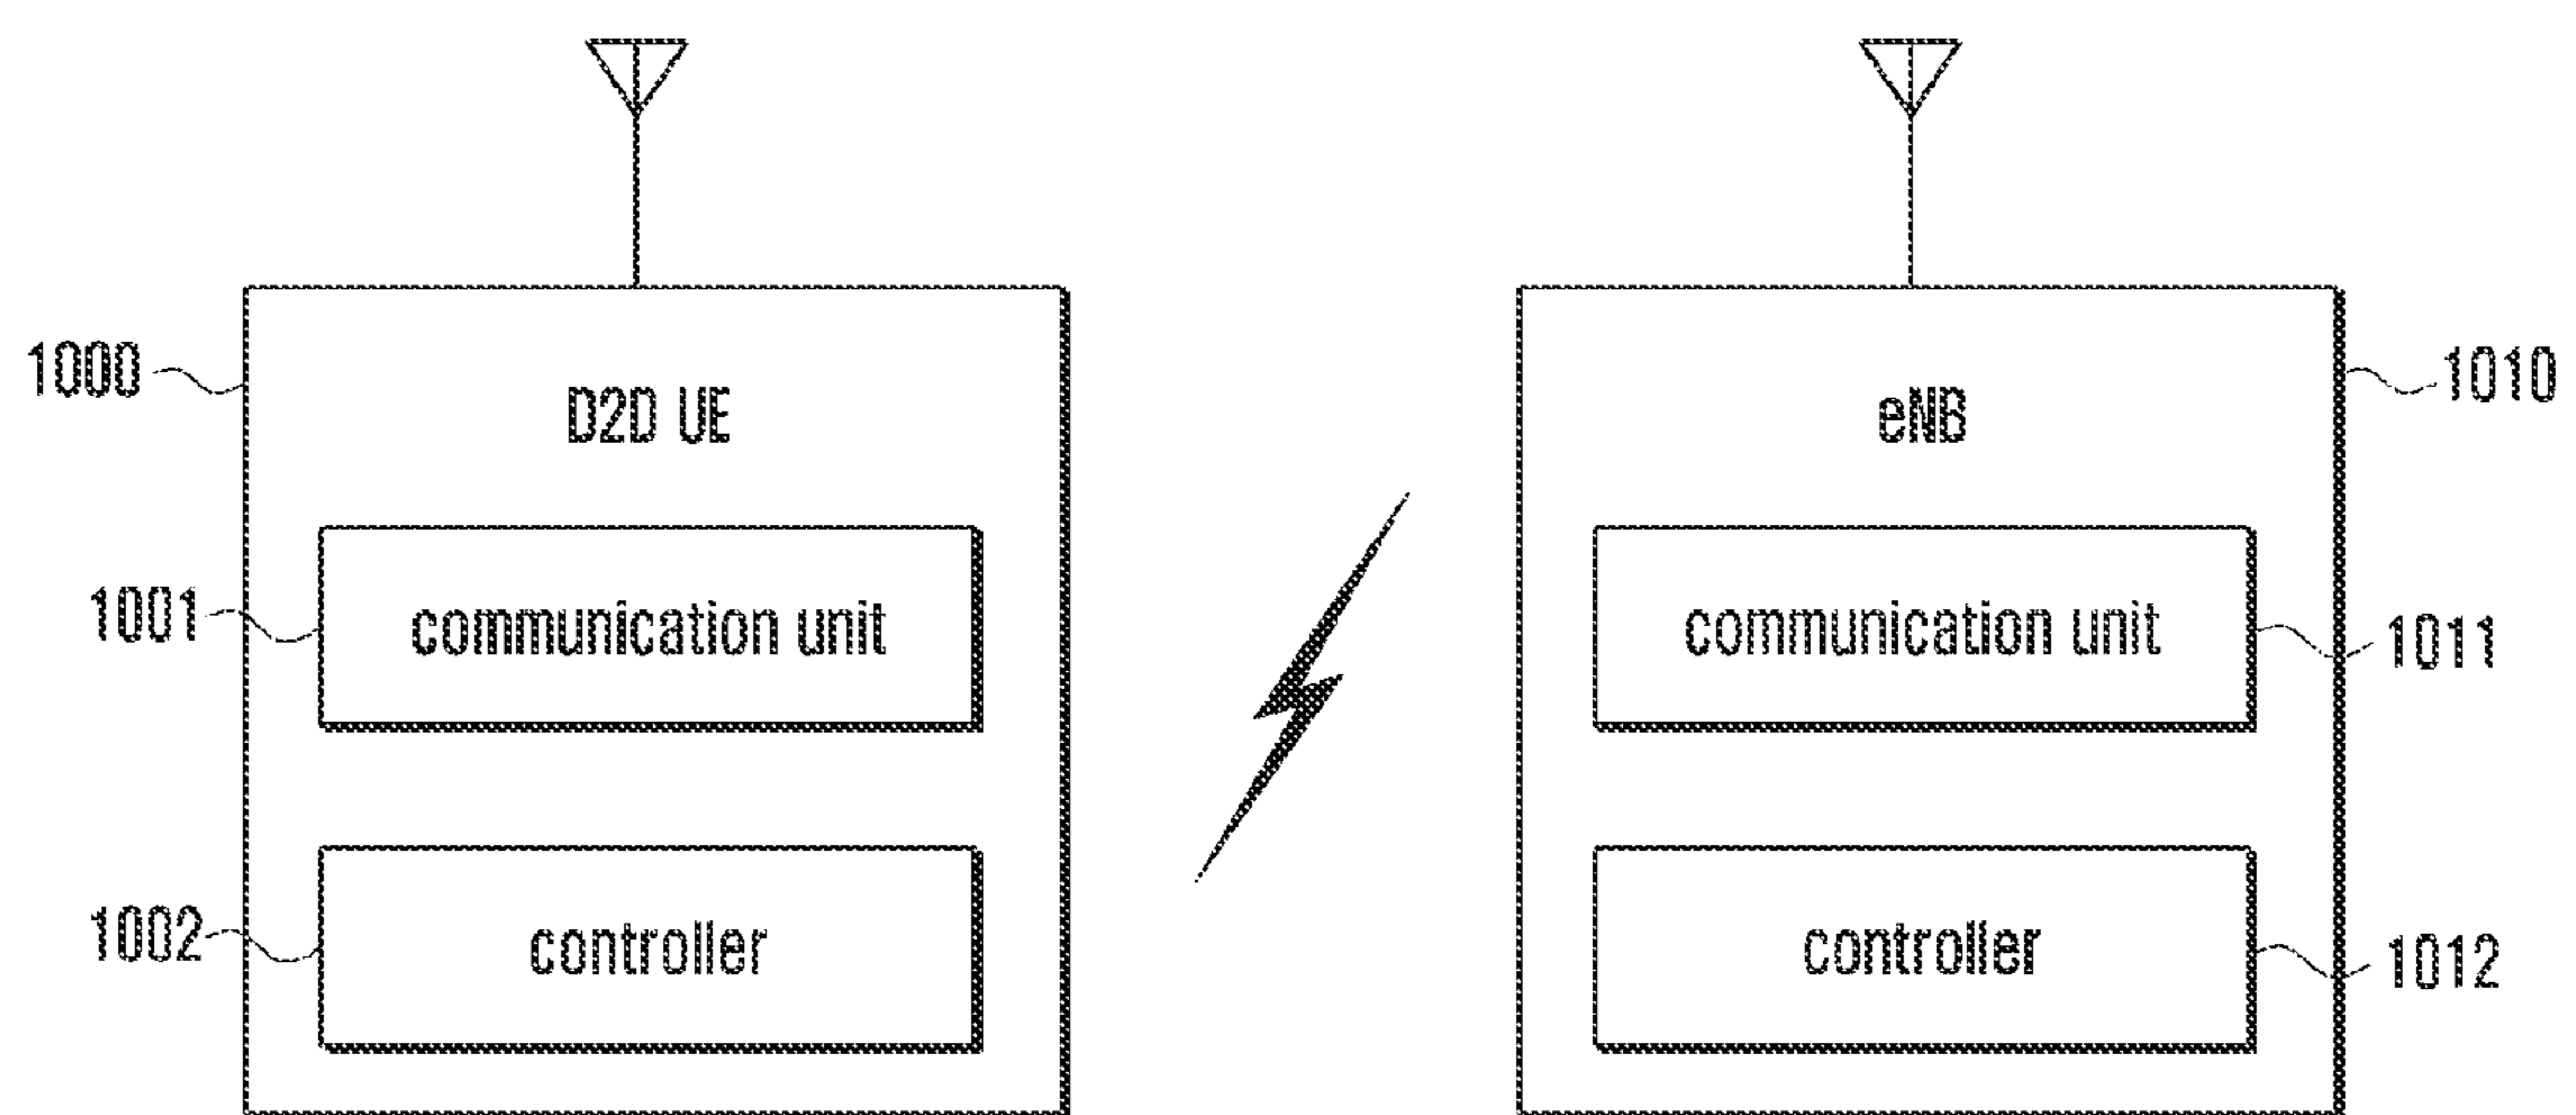 1000
D2D UE
eNB
1010
1001
communication unit
communication unit
1011
1002
controller
controller
1012